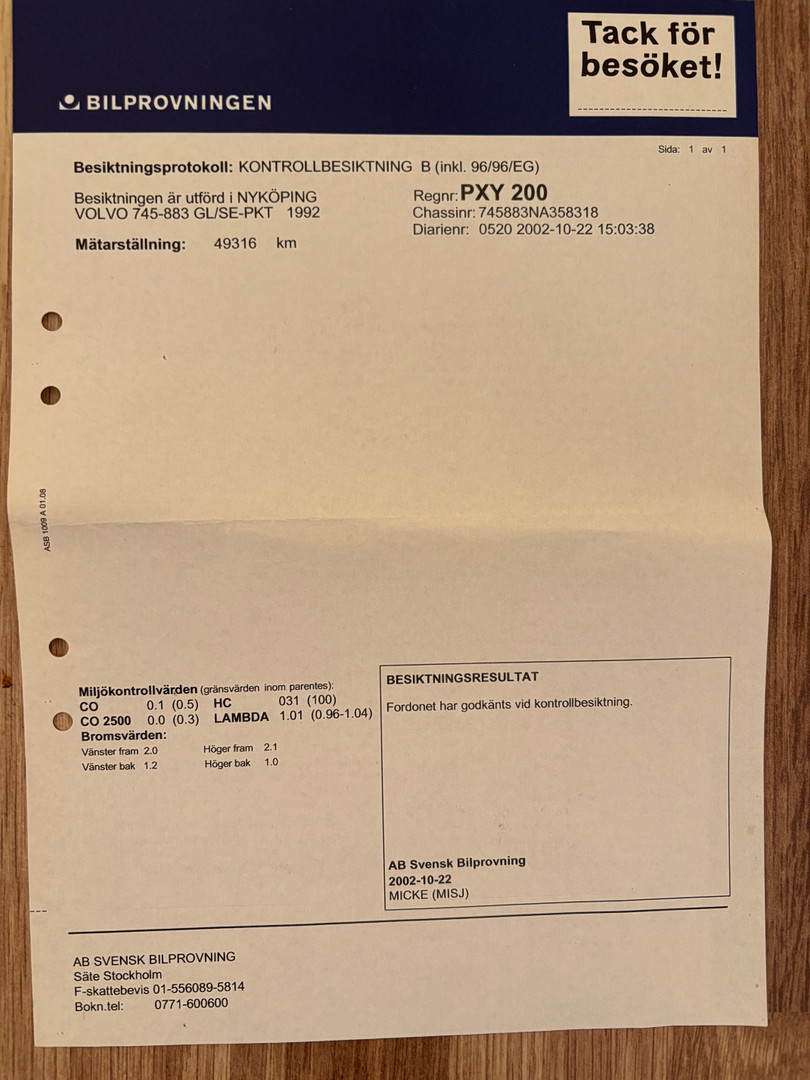 Tack för
besöket!
BILPROVNINGEN
Sida: 1 av 1
Besiktningsprotokoll: KONTROLLBESIKTNING B (inkl. 96/96/EG)
Besiktningen är utförd i NYKÖPING
VOLVO 745-883 GL/SE-PKT 1992
Mätarställning: 49316 km
Regnr: PXY 200
Chassinr: 745883NA358318
Diarienr: 0520 2002-10-22 15:03:38
ASB 1009 A 01.08
Miljökontrollvärden (gränsvärden inom parentes):
CO 0.1 (0.5) HC 031 (100)
CO 2500 0.0 (0.3) LAMBDA 1.01 (0.96-1.04)
Bromsvärden:
Vänster fram 2.0 Höger fram 2.1
Vänster bak 1.2 Höger bak 1.0
BESIKTNINGSRESULTAT
Fordonet har godkänts vid kontrollbesiktning.
AB Svensk Bilprovning
2002-10-22
MICKE (MISJ)
AB SVENSK BILPROVNING
Säte Stockholm
F-skattebevis 01-556089-5814
Bokn.tel: 0771-600600